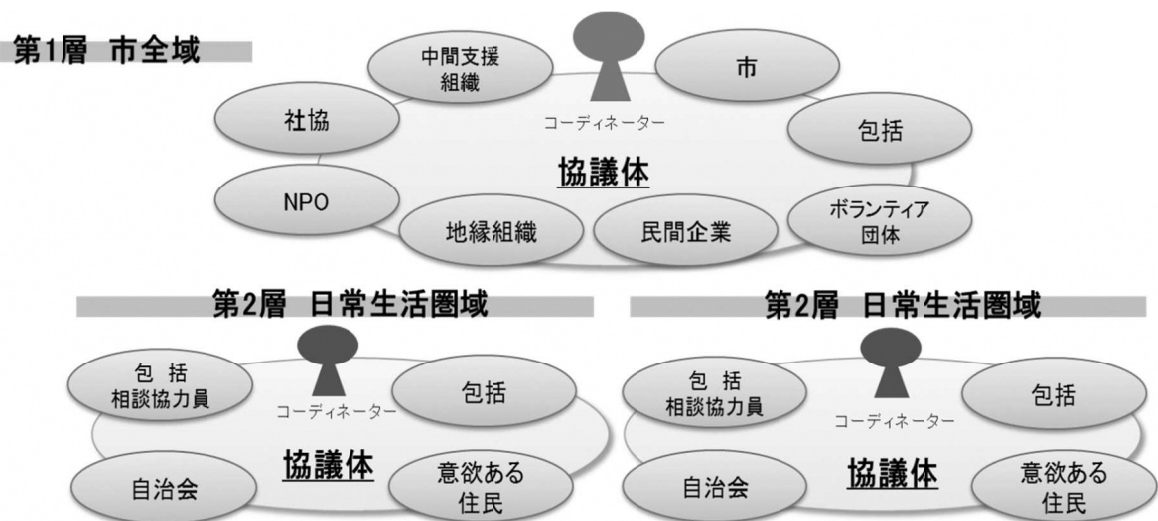 第1層 市全域
中間支援
組織
市
社協
コーディネーター
包括
協議体
NPO
地縁組織
民間企業
ボランティア
団体
第2層 日常生活圏域
包 括
相談協力員
コーディネーター
包括
協議体
自治会
意欲ある
住民
第2層 日常生活圏域
包 括
相談協力員
コーディネーター
包括
協議体
自治会
意欲ある
住民